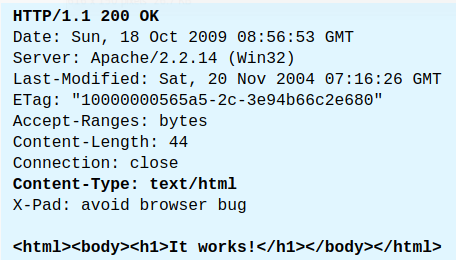 HTTP/1.1 200 OK
Date: Sun, 18 Oct 2009 08:56:53 GMT
Server: Apache/2.2.14 (Win32)
Last-Modified: Sat, 20 Nov 2004 07:16:26 GMT
ETag: "10000000565a5-2c-3e94b66c2e680"
Accept-Ranges: bytes
Content-Length: 44
Connection: close
Content-Type: text/html
X-Pad: avoid browser bug

<html><body><h1>It works!</h1></body></html>